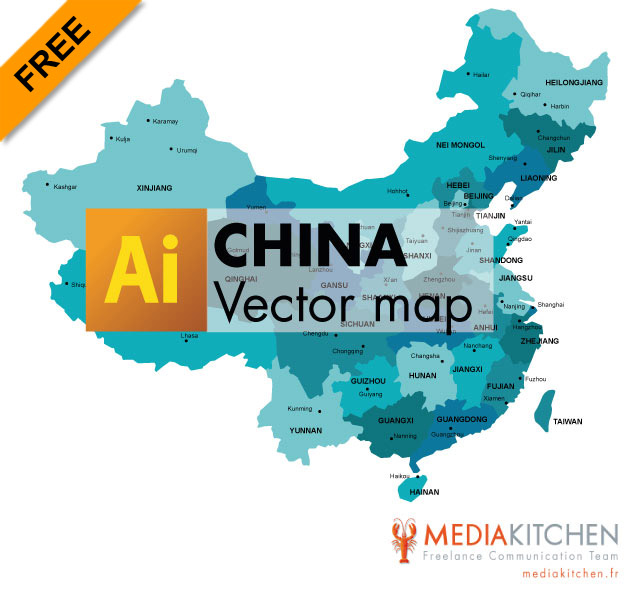 FREE
Hailar
HEILONGJIANG
Qiqihar
Harbin
Karamay
Changchun
Kulja
NEI MONGOL
JILIN
Urumqi
Shenyang
LIAONING
Kashgar
XINJIANG
HEBEI
Hohhot
BEIJING
Yumen
Beijing
Tianjin
TIANJIN
Yantai
Ai
CHINA
Vector map
Shijiazhuang
Taiyuan
Qingdao
Golmud
Jinan
SHANXI
SHANDONG
Lanzhou
QINGHAI
Xi'an
Zhengzhou
JIANGSU
GANSU
Nanjing
Shanghai
Hefei
SICHUAN
Hangzhou
ANHUI
Chengdu
ZHEJIANG
Lhasa
Nanchang
Chongqing
Changsha
JIANGXI
HUNAN
GUIZHOU
Fuzhou
FUJIAN
Guiyang
Xiamen
Kunming
GUANGXI
GUANGDONG
TAIWAN
YUNNAN
Nanning
Guangzhou
Haikou
HAINAN
MEDIAKITCHEN
Freelance Communication Team
mediakitchen.fr